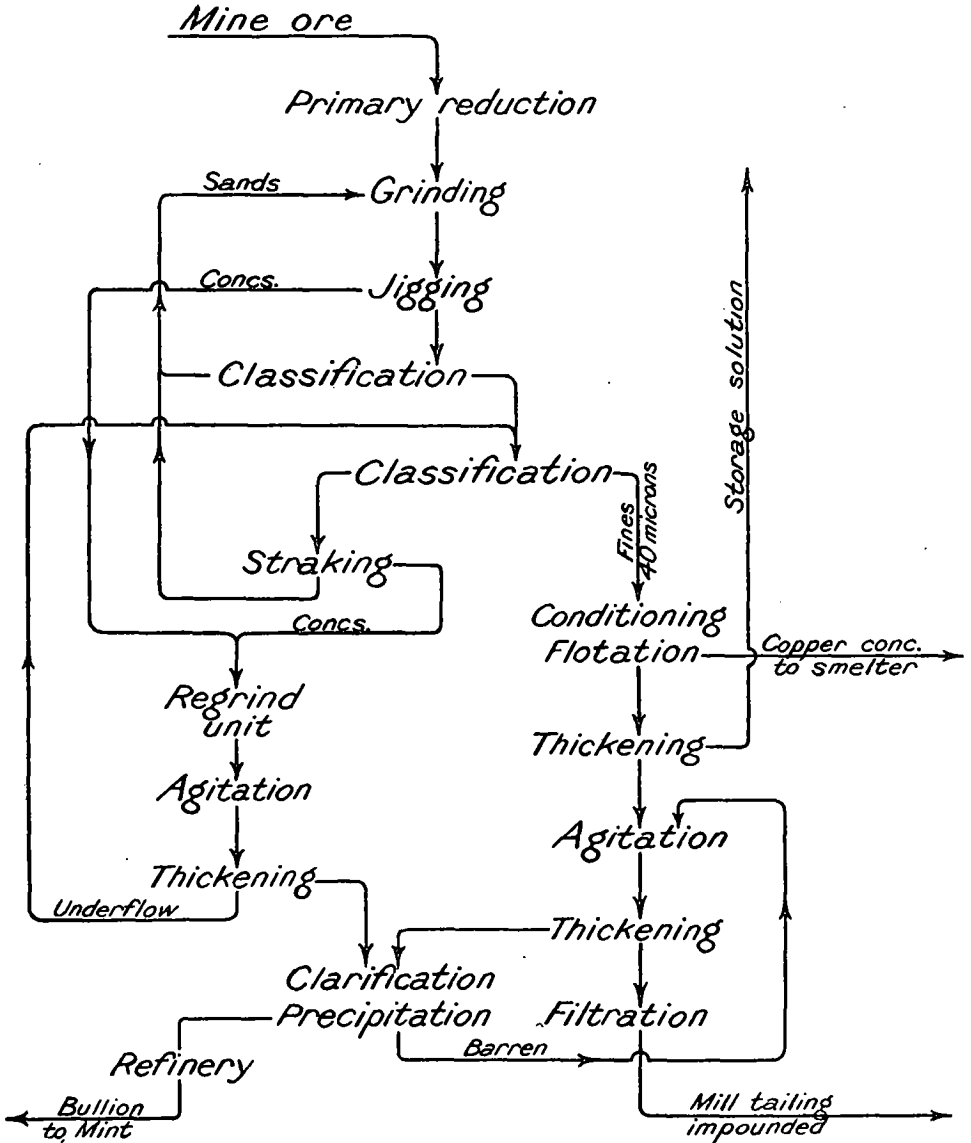 Mine ore
Primary reduction
Sands
Grinding
Concs.
Jigging
Classification
Storage solution
Classification
Fines
40 microns
Straking
Concs.
Conditioning
Flotation
Copper conc.
to smelter
Regrind
unit
Thickening
Agitation
Agitation
Thickening
Underflow
Thickening
Clarification
Precipitation
Filtration
Barren
Refinery
Bullion
to Mint
Mill tailing
impounded